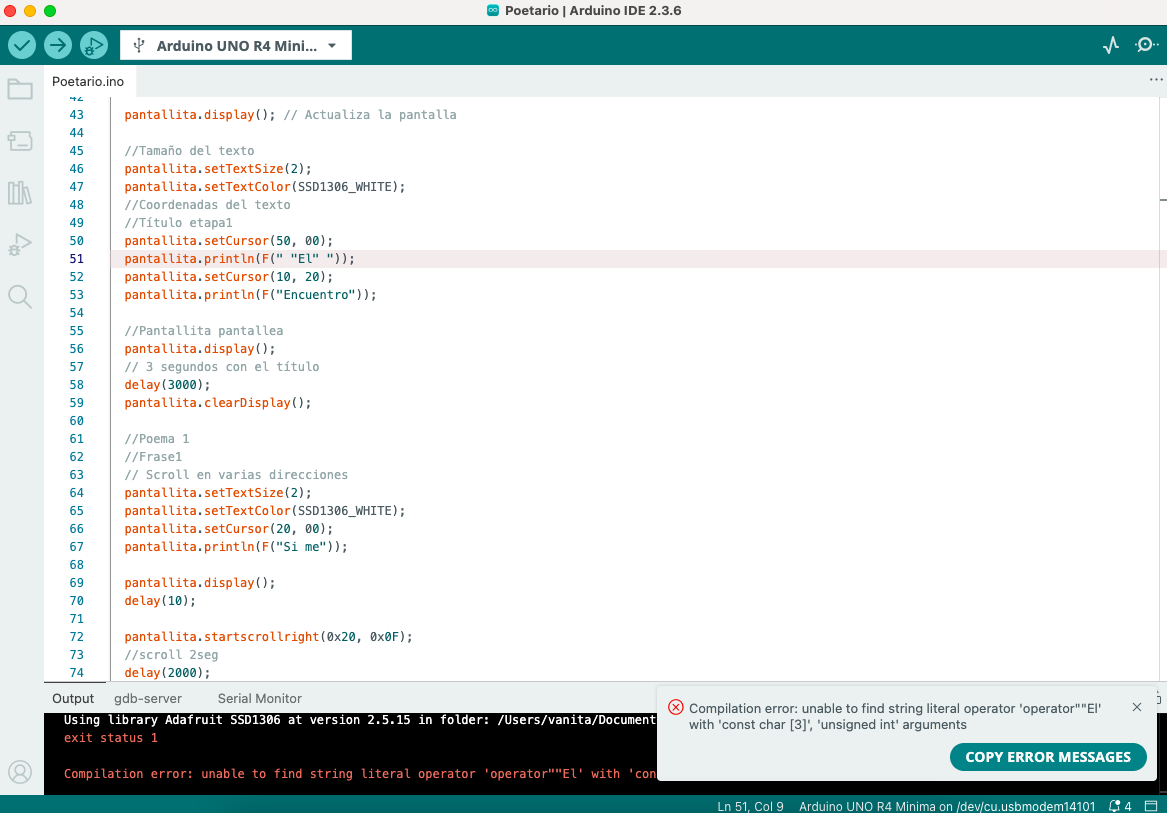 Poetario | Arduino IDE 2.3.6
Arduino UNO R4 Mini...
Poetario.ino
...
42
43 pantallita.display(); // Actualiza la pantalla
44
45 //Tamaño del texto
46 pantallita.setTextSize(2);
47 pantallita.setTextColor(SSD1306_WHITE);
48 //Coordenadas del texto
49 //Título etapa1
50 pantallita.setCursor(50, 00);
51 pantallita.println(F(" "El" "));
52 pantallita.setCursor(10, 20);
53 pantallita.println(F("Encuentro"));
54
55 //Pantallita pantallea
56 pantallita.display();
57 // 3 segundos con el título
58 delay(3000);
59 pantallita.clearDisplay();
60
61 //Poema 1
62 //Frase1
63 // Scroll en varias direcciones
64 pantallita.setTextSize(2);
65 pantallita.setTextColor(SSD1306_WHITE);
66 pantallita.setCursor(20, 00);
67 pantallita.println(F("Si me"));
68
69 pantallita.display();
70 delay(10);
71
72 pantallita.startscrollright(0x20, 0x0F);
73 //scroll 2seg
74 delay(2000);
Output gdb-server Serial Monitor
Using library Adafruit SSD1306 at version 2.5.15 in folder: /Users/vanita/Document
exit status 1
Compilation error: unable to find string literal operator 'operator""El' with 'con
Compilation error: unable to find string literal operator 'operator""El'
with 'const char [3]', 'unsigned int' arguments
COPY ERROR MESSAGES
Ln 51, Col 9 Arduino UNO R4 Minima on /dev/cu.usbmodem14101 4